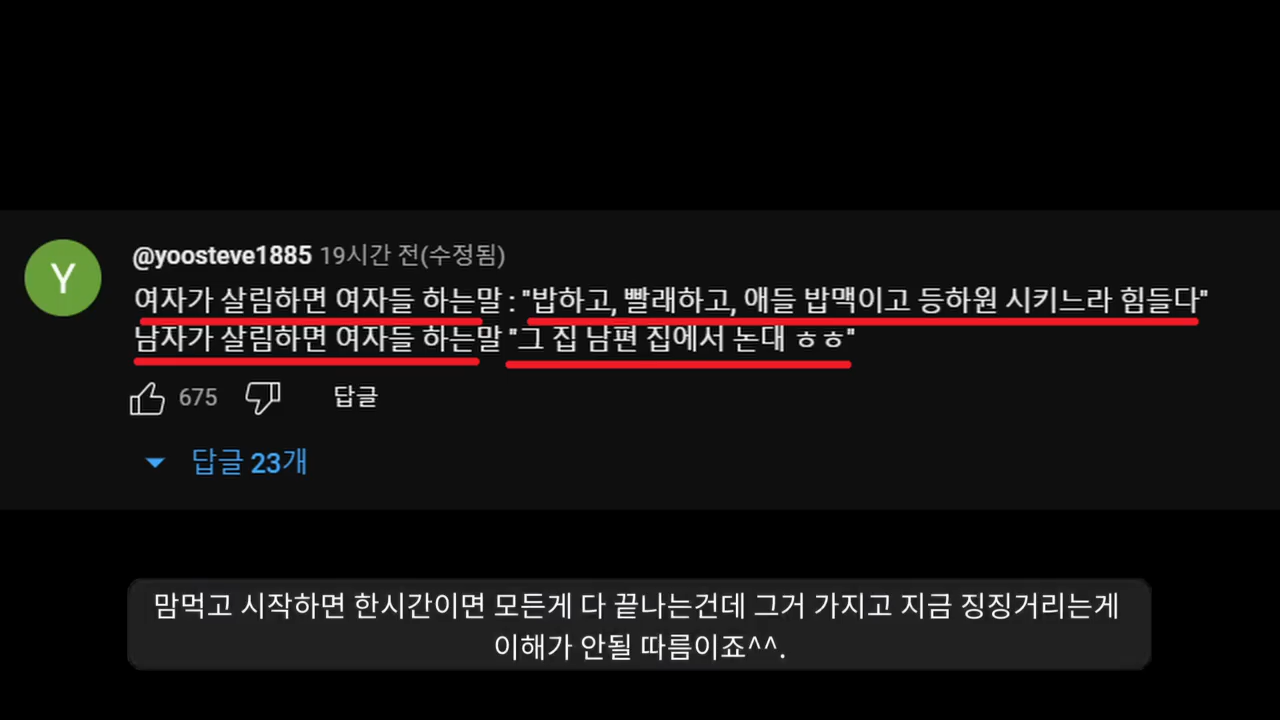 Y
@yoosteve1885 19시간 전(수정됨)
여자가 살림하면 여자들 하는말 : "밥하고, 빨래하고, 애들 밥맥이고 등하원 시키느라 힘들다"
남자가 살림하면 여자들 하는말 "그 집 남편 집에서 논대 ㅎㅎ"
675 답글
답글 23개
맘먹고 시작하면 한시간이면 모든게 다 끝나는건데 그거 가지고 지금 징징거리는게
이해가 안될 따름이죠^^.